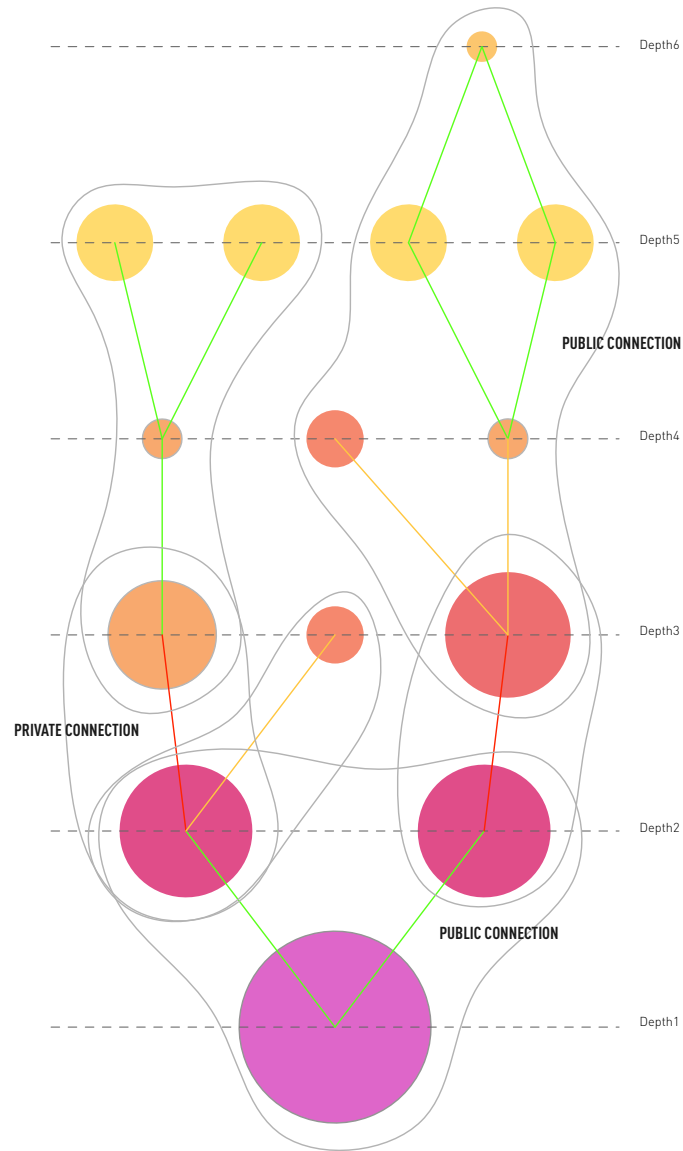 Depth6
Depth5
PUBLIC CONNECTION
Depth4
Depth3
PRIVATE CONNECTION
Depth2
PUBLIC CONNECTION
Depth1